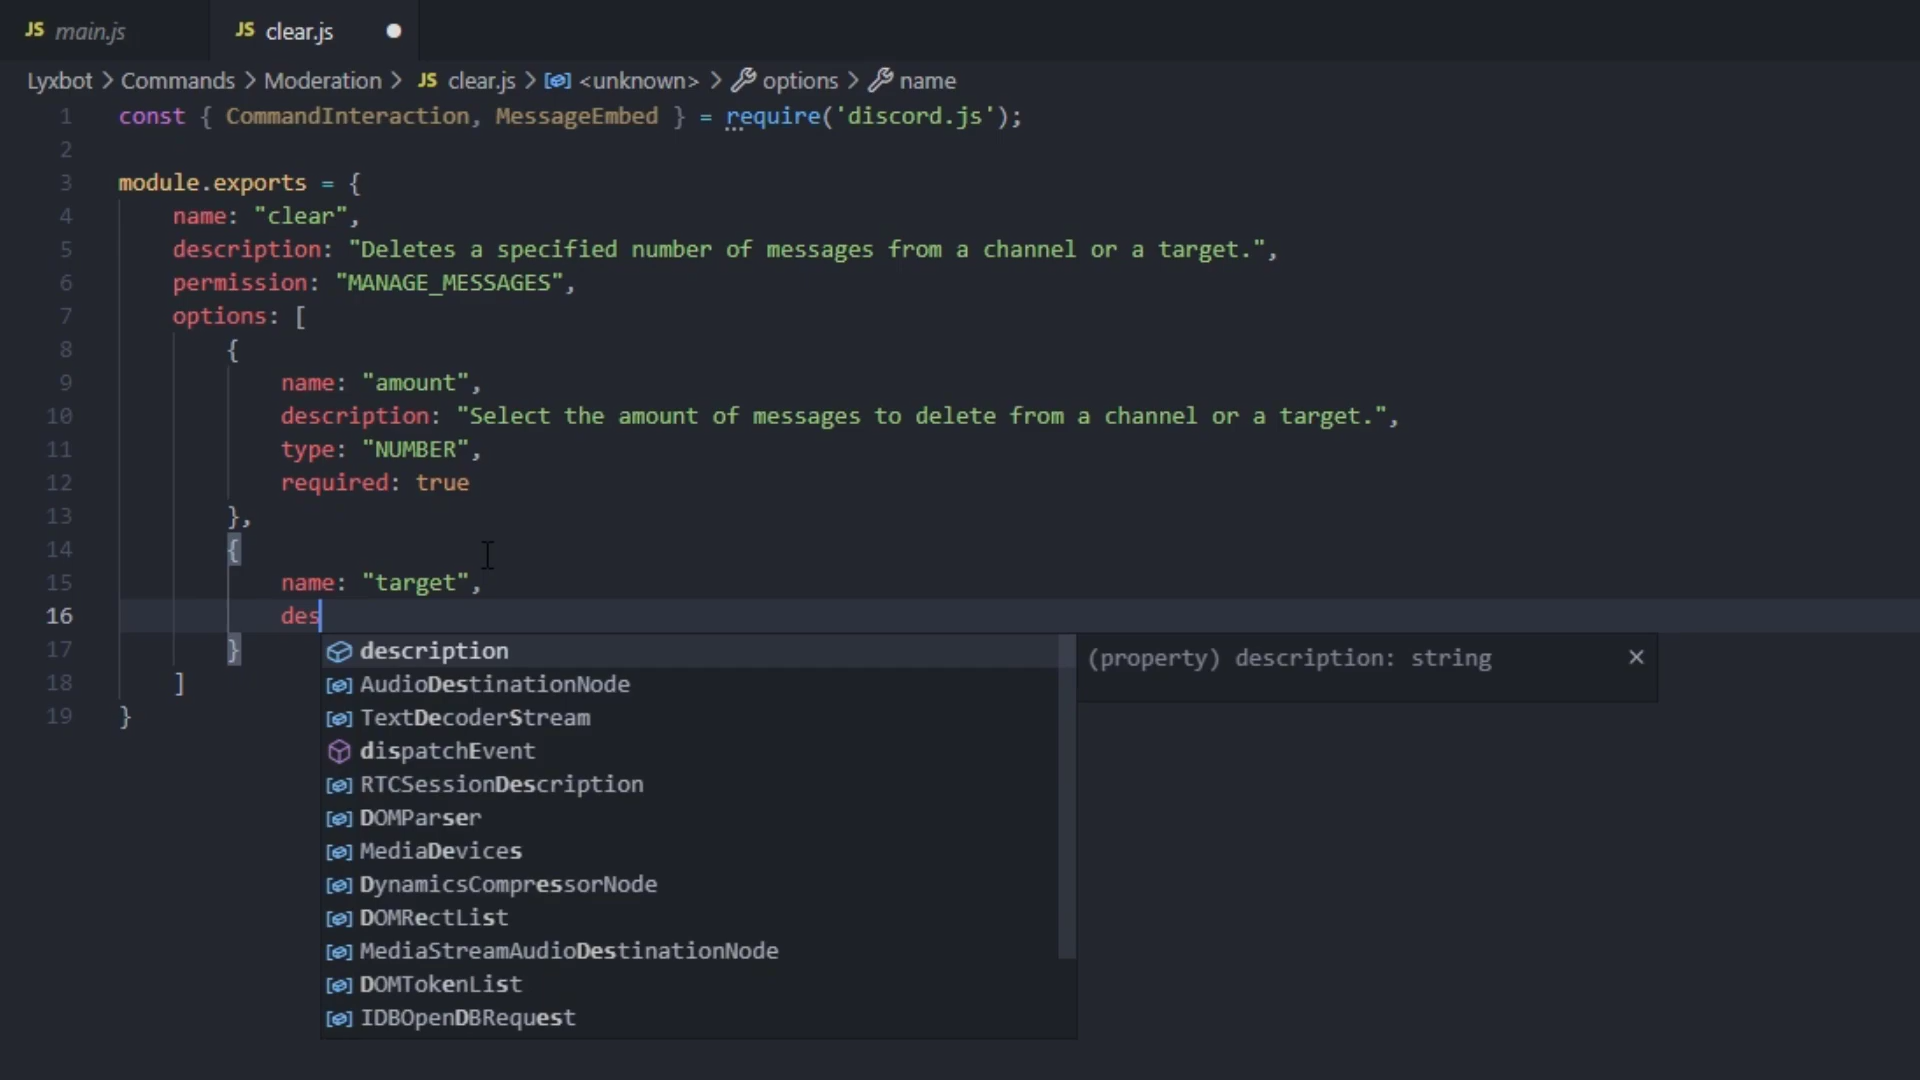 JS main.js JS clear.js
Lyxbot > Commands > Moderation > JS clear.js > <unknown> > options > name
1 const { CommandInteraction, MessageEmbed } = require('discord.js');
2
3 module.exports = {
4 name: "clear",
5 description: "Deletes a specified number of messages from a channel or a target.",
6 permission: "MANAGE_MESSAGES",
7 options: [
8 {
9 name: "amount",
10 description: "Select the amount of messages to delete from a channel or a target.",
11 type: "NUMBER",
12 required: true
13 },
14 {
15 name: "target",
16 des
17 }
18 ]
19 }
description
(property) description: string
AudioDestinationNode
TextDecoderStream
dispatchEvent
RTCSessionDescription
DOMParser
MediaDevices
DynamicsCompressorNode
DOMRectList
MediaStreamAudioDestinationNode
DOMTokenList
IDBOpenDBRequest